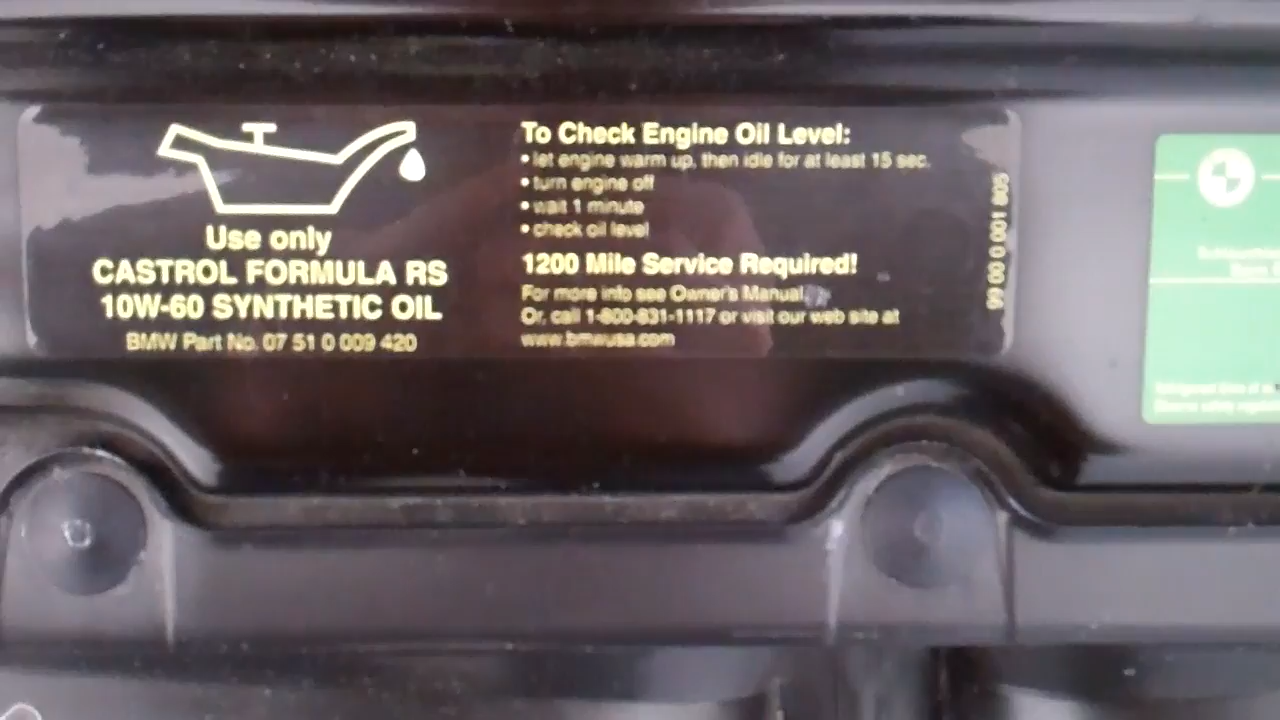 Use only
CASTROL FORMULA RS
10W-60 SYNTHETIC OIL
BMW Part No. 07 51 0 009 420
To Check Engine Oil Level:
• let engine warm up, then idle for at least 15 sec.
• turn engine off
• wait 1 minute
• check oil level
1200 Mile Service Required!
For more info see Owner's Manual
Or, call 1-800-831-1117 or visit our web site at
www.bmwusa.com